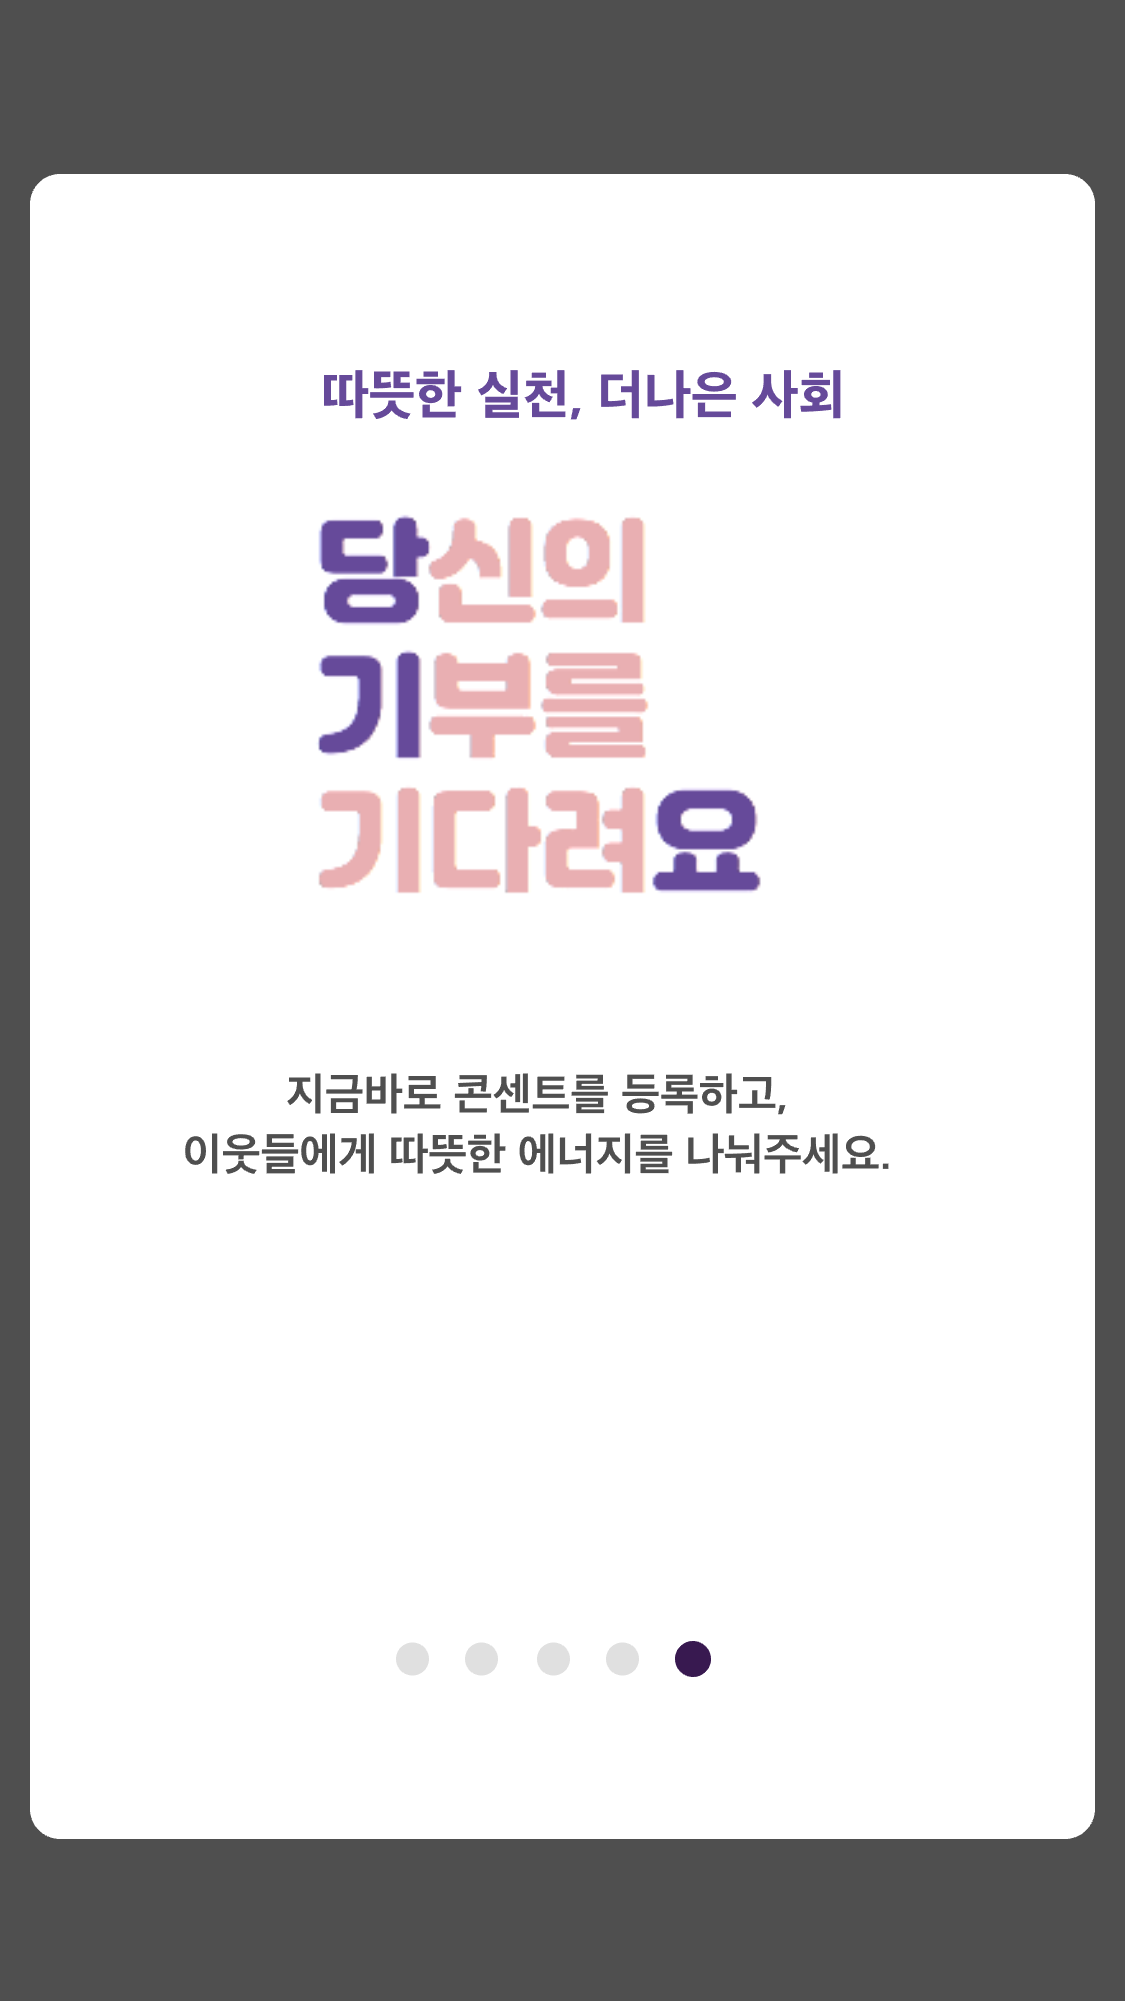 따뜻한 실천, 더나은 사회
당신의
기부를
기다려요
지금바로 콘센트를 등록하고,
이웃들에게 따뜻한 에너지를 나눠주세요.